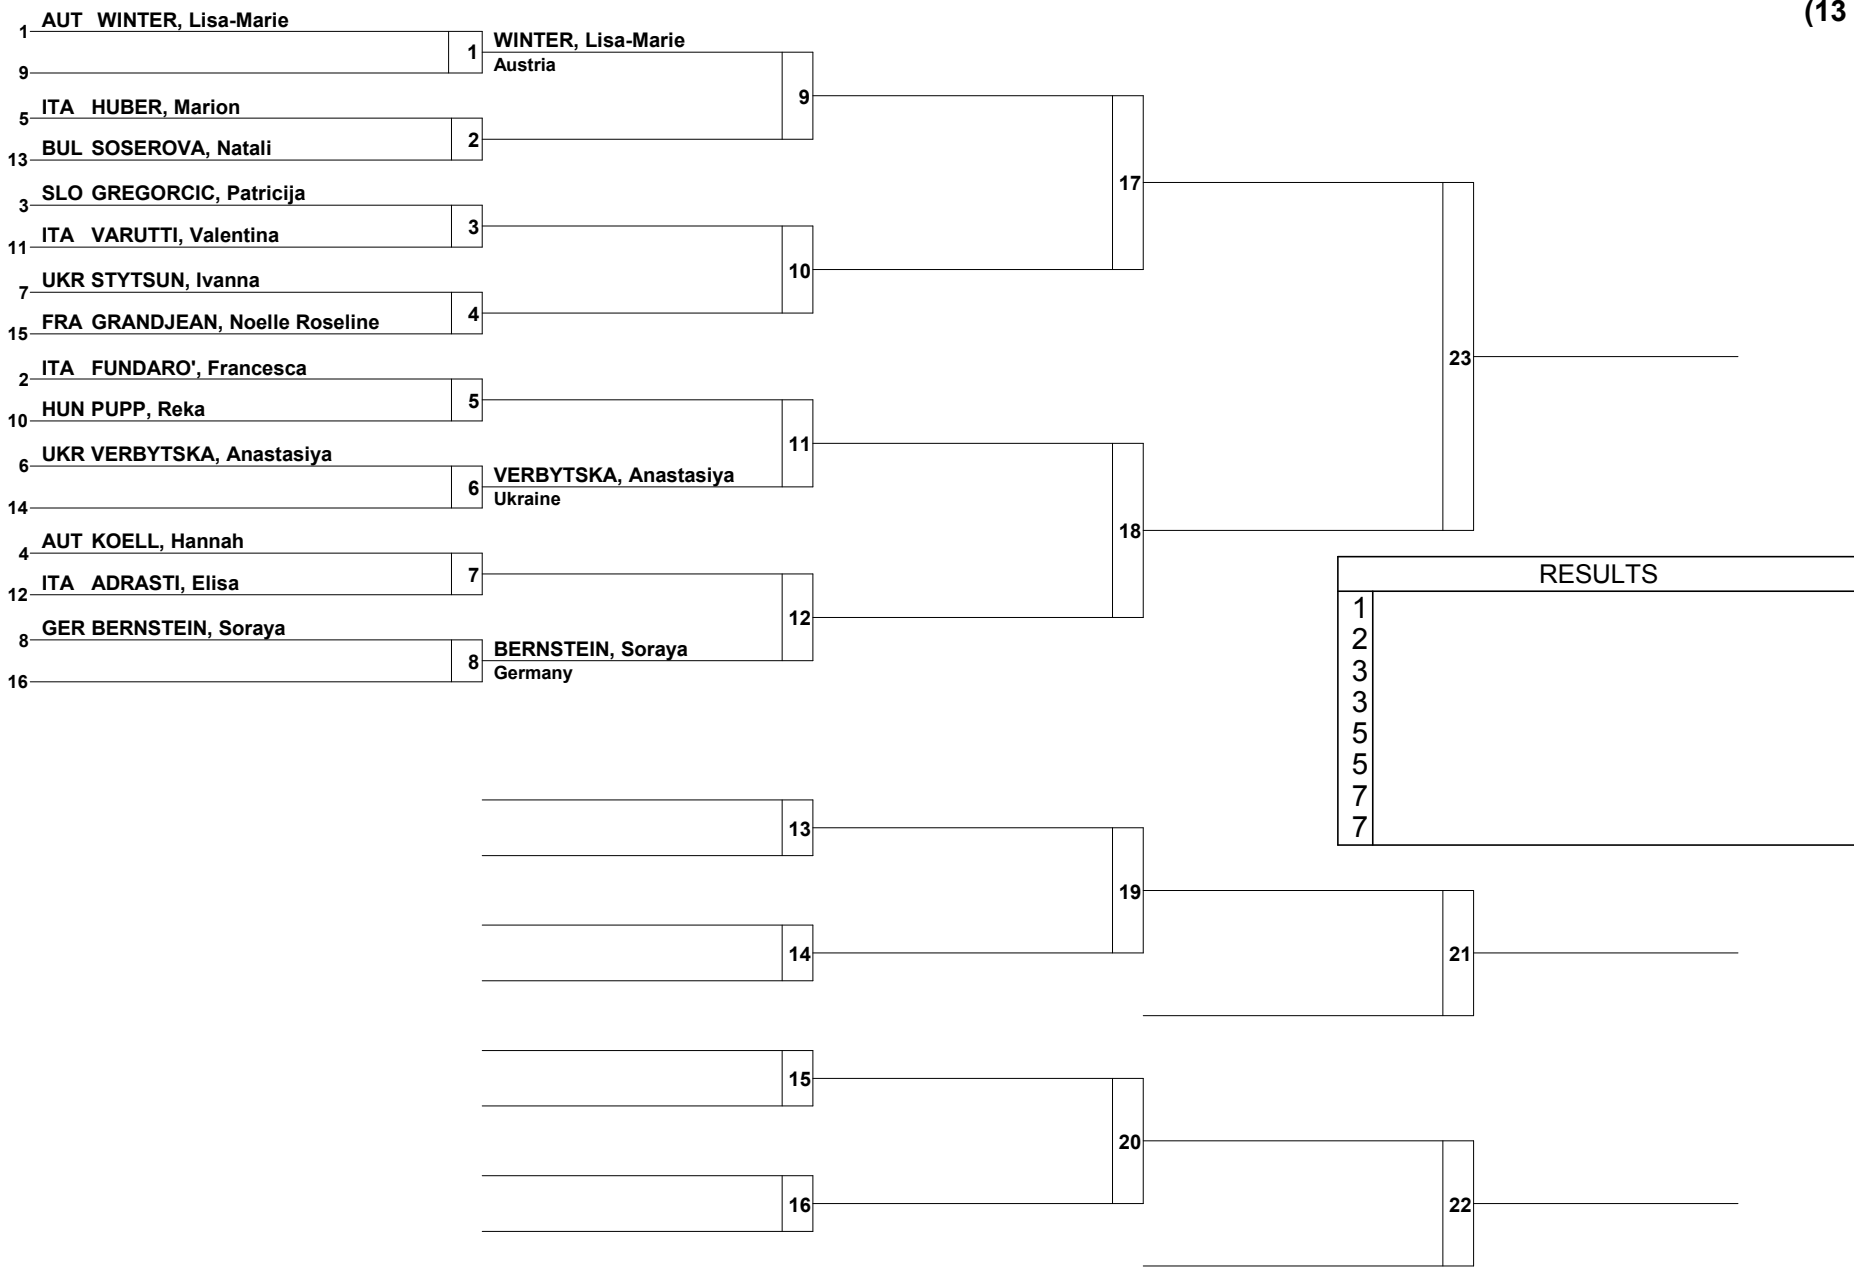 (13
1 AUT WINTER, Lisa-Marie
9
1 WINTER, Lisa-Marie
Austria
5 ITA HUBER, Marion
13 BUL SOSEROVA, Natali
2
9
3 SLO GREGORCIC, Patricija
11 ITA VARUTTI, Valentina
3
7 UKR STYTSUN, Ivanna
15 FRA GRANDJEAN, Noelle Roseline
4
10
17
2 ITA FUNDARO', Francesca
10 HUN PUPP, Reka
5
6 UKR VERBYTSKA, Anastasiya
14
6 VERBYTSKA, Anastasiya
Ukraine
11
4 AUT KOELL, Hannah
12 ITA ADRASTI, Elisa
7
8 GER BERNSTEIN, Soraya
16
8 BERNSTEIN, Soraya
Germany
12
18
23
RESULTS
1
2
3
3
5
5
7
7
13
14
19
21
15
16
20
22